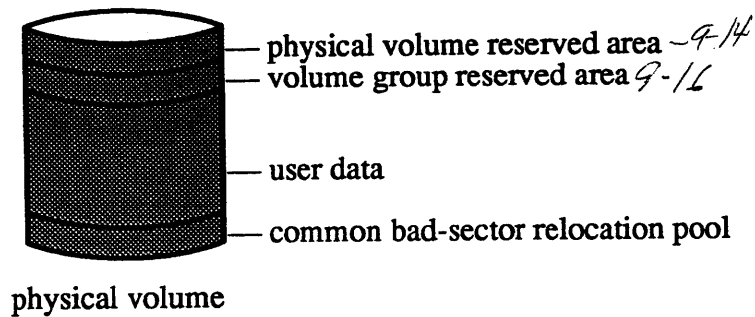 physical volume reserved area - 9-14
volume group reserved area 9-16
user data
common bad-sector relocation pool
physical volume